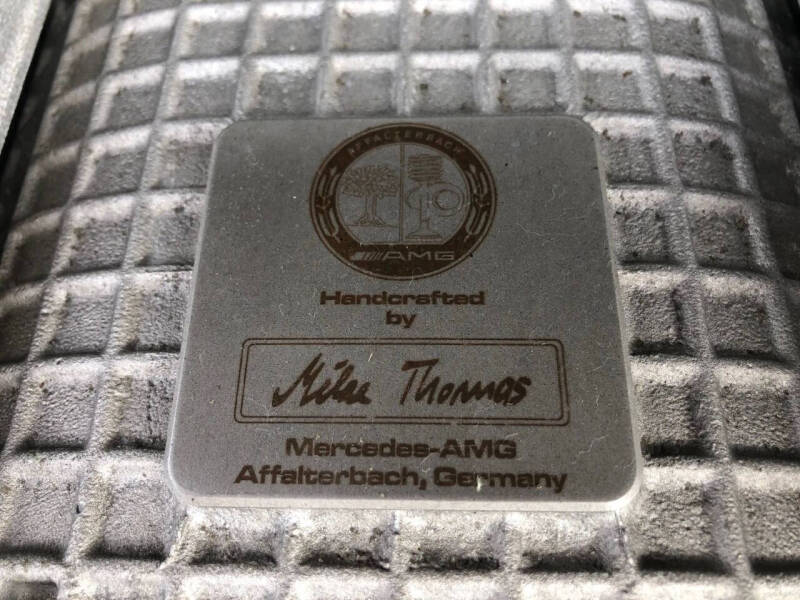 AFFALTERBACH
AMG
Handcrafted
by
Mike Thomas
Mercedes-AMG
Affalterbach, Germany